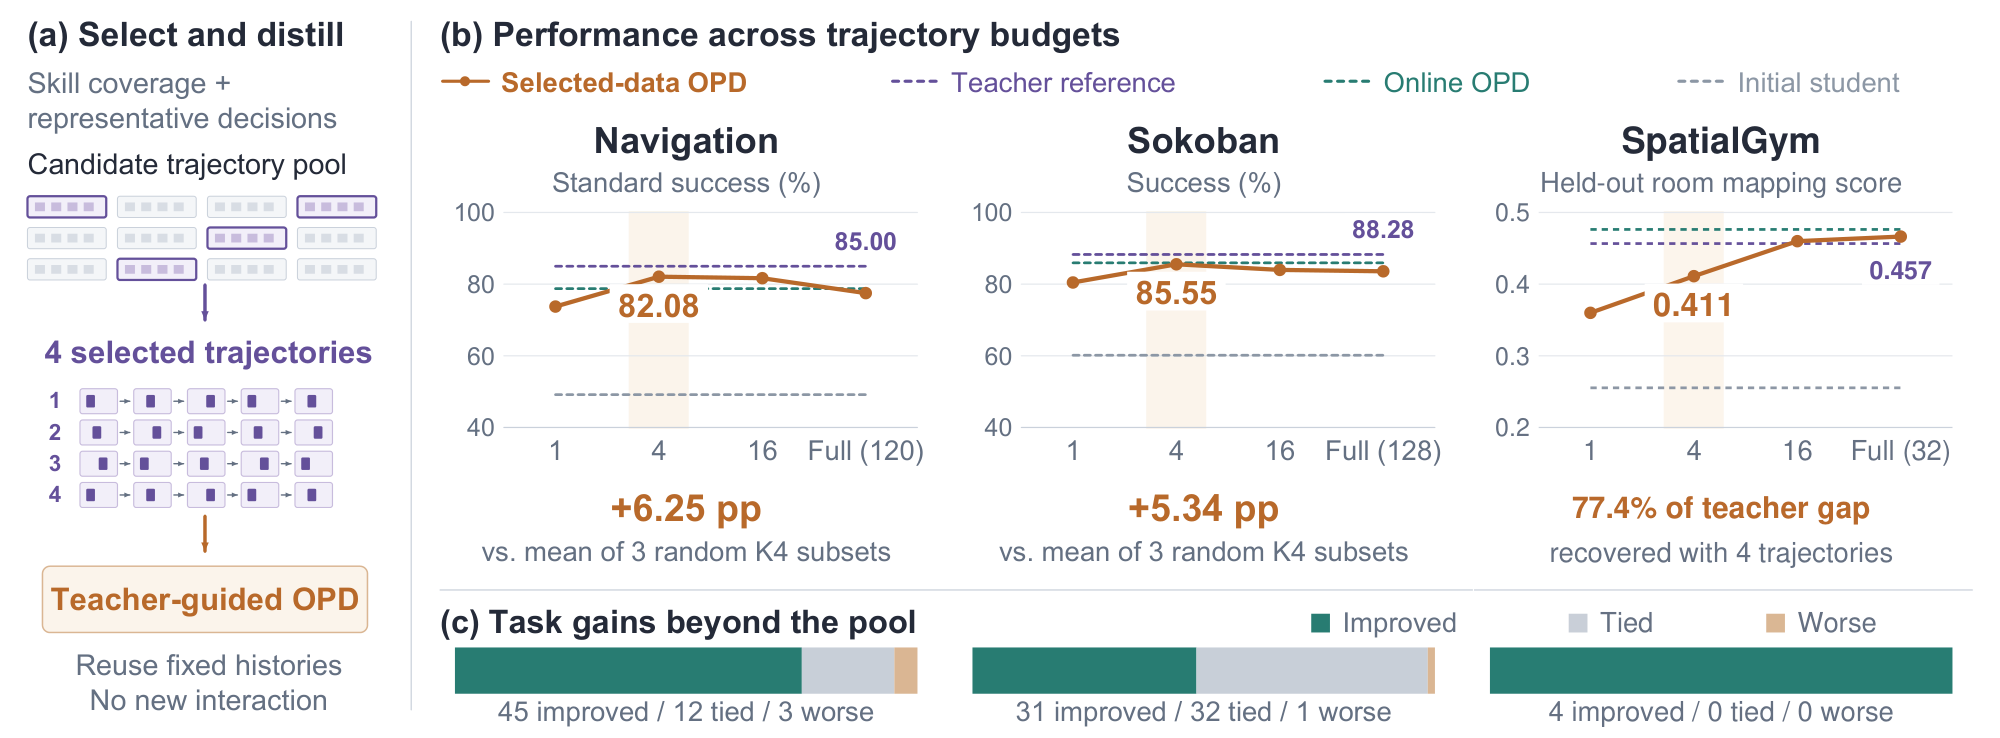 (a) Select and distill
Skill coverage +
representative decisions
Candidate trajectory pool
4 selected trajectories
1
2
3
4
Teacher-guided OPD
Reuse fixed histories
No new interaction
(b) Performance across trajectory budgets
Selected-data OPD
Teacher reference
Online OPD
Initial student
Navigation
Standard success (%)
100
80
60
40
85.00
82.08
1
4
16
Full (120)
+6.25 pp
vs. mean of 3 random K4 subsets
Sokoban
Success (%)
100
80
60
40
88.28
85.55
1
4
16
Full (128)
+5.34 pp
vs. mean of 3 random K4 subsets
SpatialGym
Held-out room mapping score
0.5
0.4
0.3
0.2
0.457
0.411
1
4
16
Full (32)
77.4% of teacher gap
recovered with 4 trajectories
(c) Task gains beyond the pool
Improved
Tied
Worse
45 improved / 12 tied / 3 worse
31 improved / 32 tied / 1 worse
4 improved / 0 tied / 0 worse